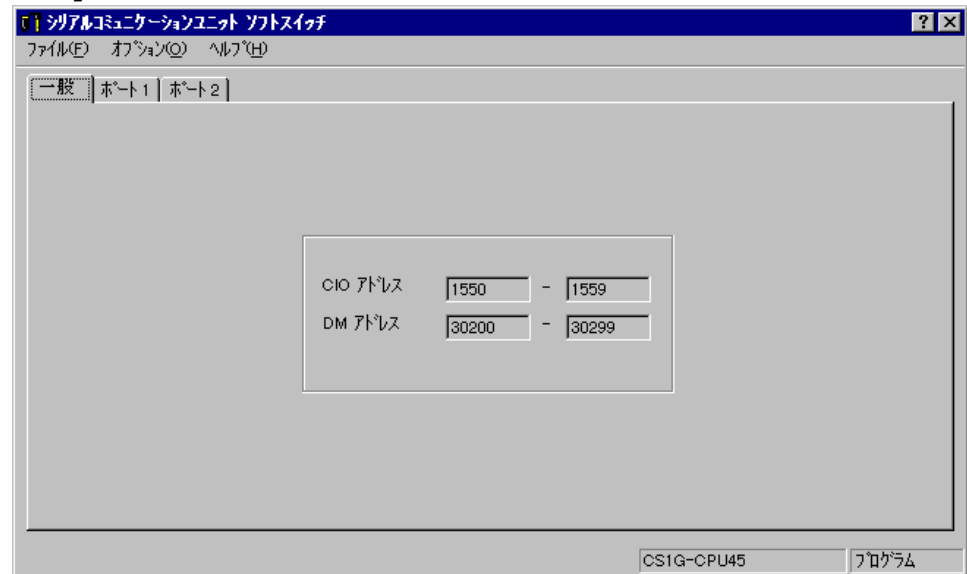 シリアルコミュニケーションユニット ソフトスイッチ
ファイル(F) オプション(O) ヘルプ(H)
一般 ポート1 ポート2
CIO アドレス 1550 - 1559
DM アドレス 30200 - 30299
CS1G-CPU45 プログラム